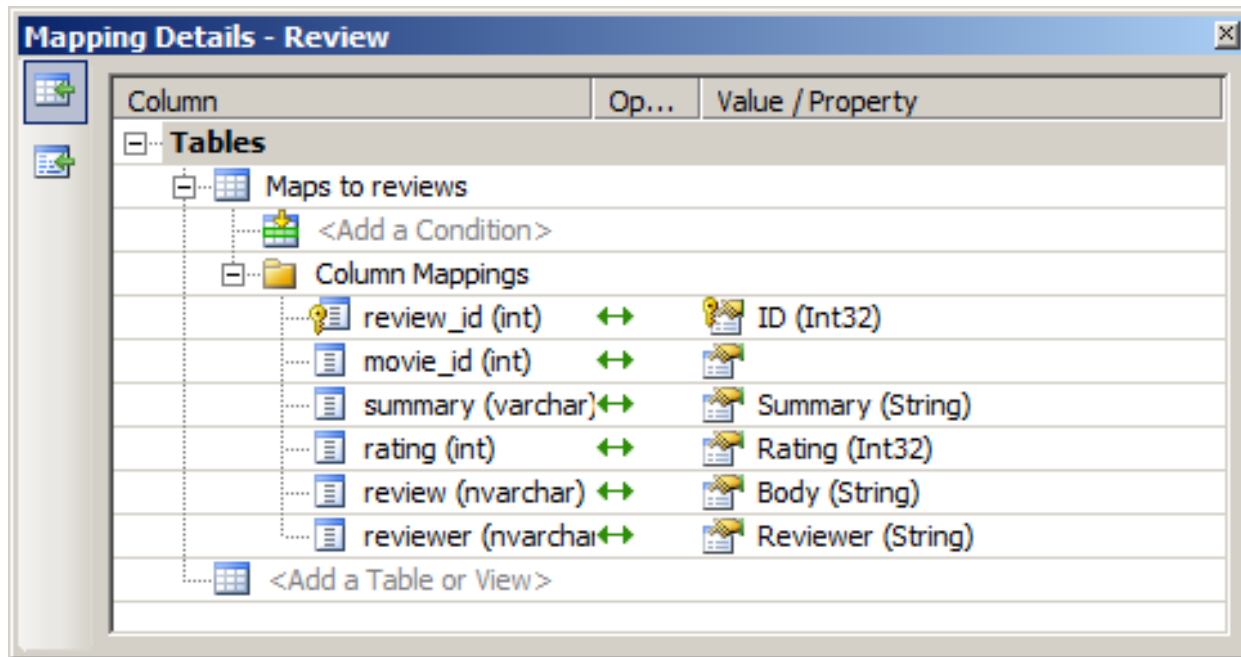 Mapping Details - Review
Column Op... Value / Property
Tables
Maps to reviews
<Add a Condition>
Column Mappings
review_id (int) ID (Int32)
movie_id (int)
summary (varchar) Summary (String)
rating (int) Rating (Int32)
review (nvarchar) Body (String)
reviewer (nvarchar Reviewer (String)
<Add a Table or View>